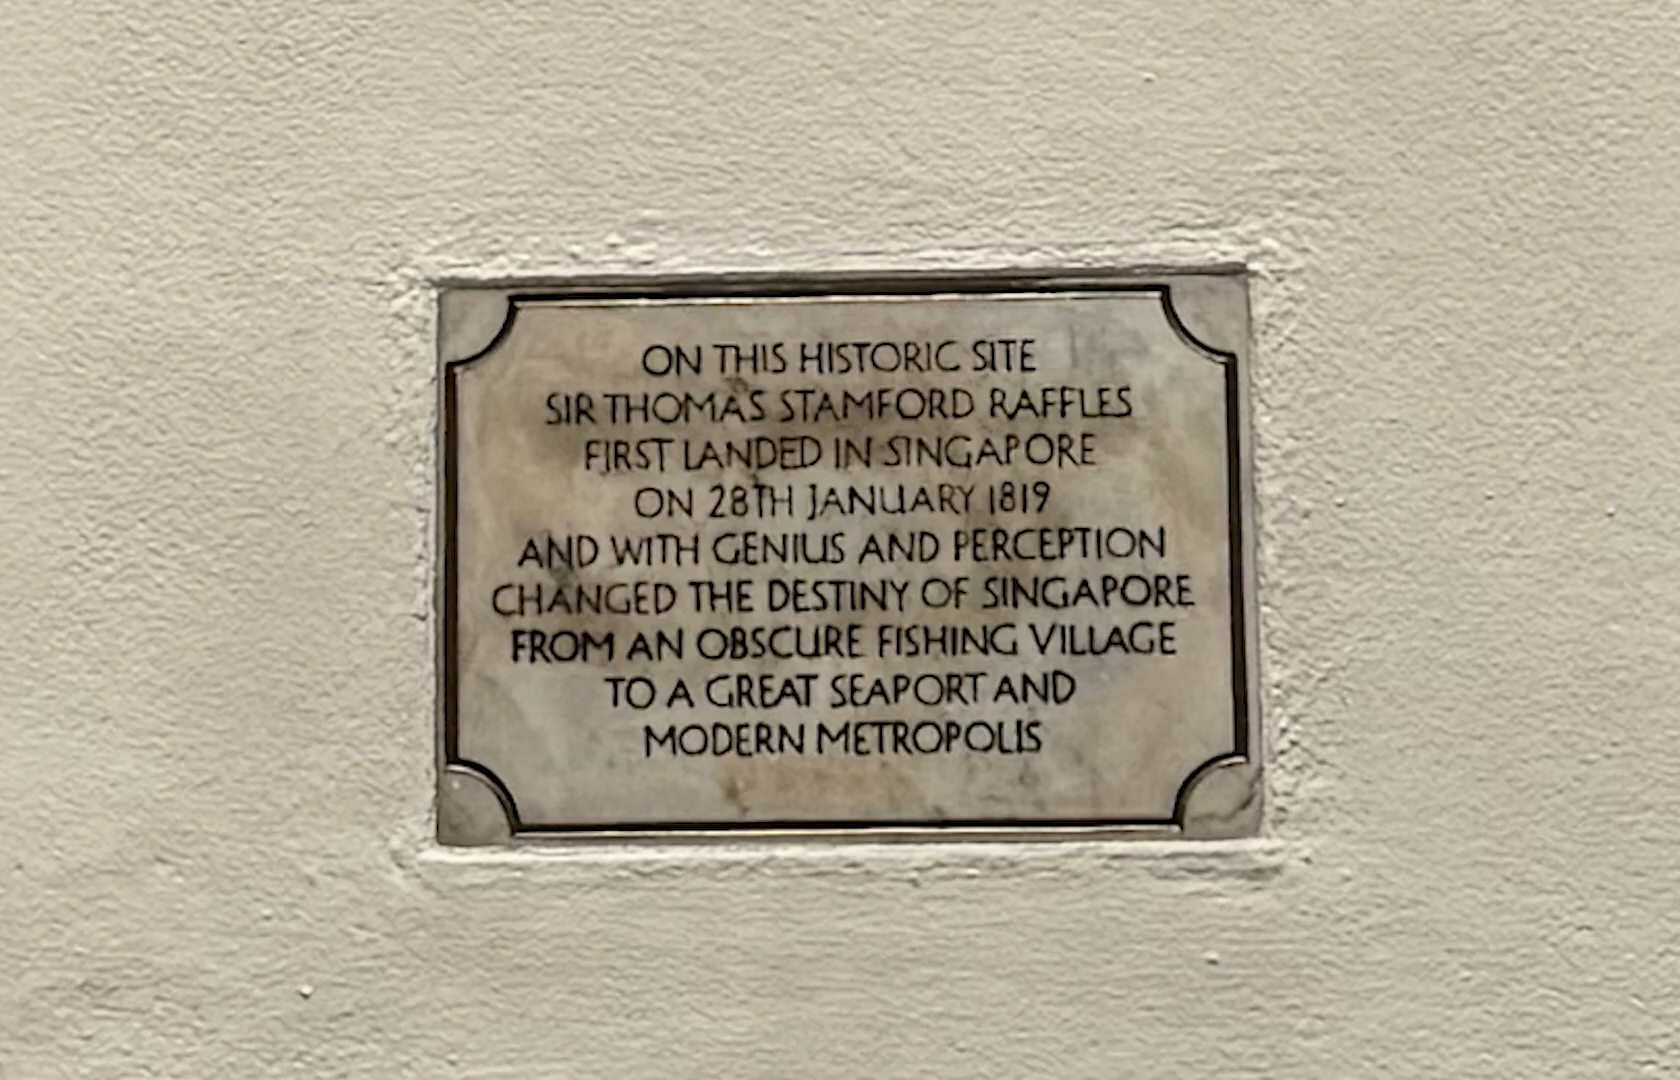 ON THIS HISTORIC SITE
SIR THOMAS STAMFORD RAFFLES
FIRST LANDED IN SINGAPORE
ON 28TH JANUARY 1819
AND WITH GENIUS AND PERCEPTION
CHANGED THE DESTINY OF SINGAPORE
FROM AN OBSCURE FISHING VILLAGE
TO A GREAT SEAPORT AND
MODERN METROPOLIS